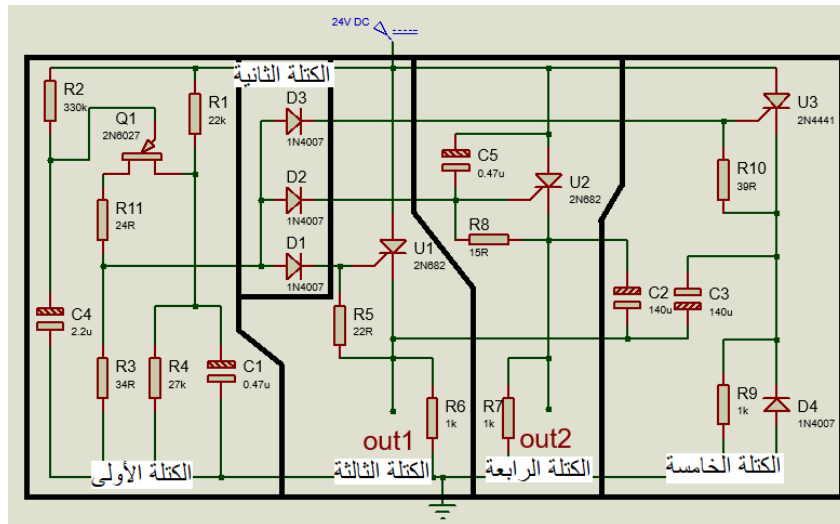 24V DC
الكتلة الثانية
R2
330k
Q1
2N6027
R1
22k
D3
1N4007
U3
2N4441
C5
0.47u
R10
39R
D2
1N4007
U2
2N682
R11
24R
R8
15R
D1
1N4007
U1
2N682
C4
2.2u
R5
22R
C2
140u
C3
140u
R3
34R
R4
27k
C1
0.47u
R6
1k
R7
1k
R9
1k
D4
1N4007
out1
out2
الكتلة الأولى
الكتلة الثالثة
الكتلة الرابعة
الكتلة الخامسة